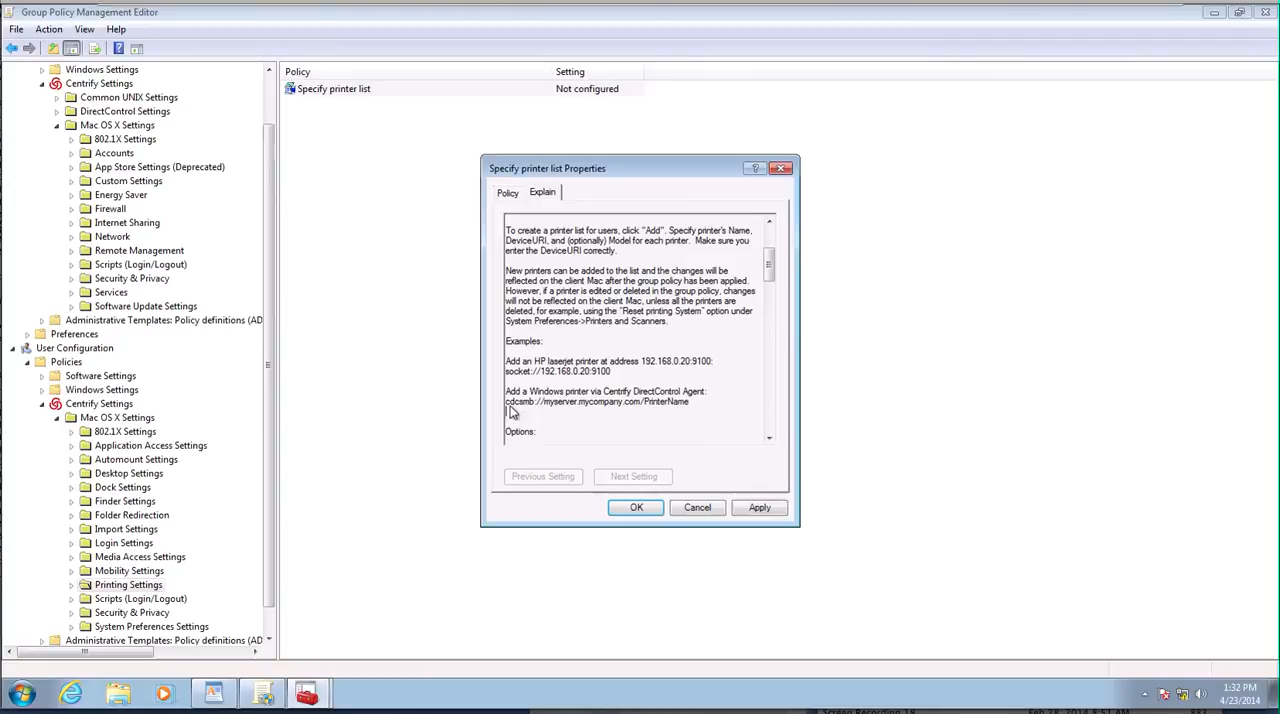 Group Policy Management Editor
File Action View Help
Windows Settings
Centrify Settings
Common UNIX Settings
DirectControl Settings
Mac OS X Settings
802.1X Settings
Accounts
App Store Settings (Deprecated)
Custom Settings
Energy Saver
Firewall
Internet Sharing
Network
Remote Management
Scripts (Login/Logout)
Security & Privacy
Services
Software Update Settings
Administrative Templates: Policy definitions (AD
Preferences
User Configuration
Policies
Software Settings
Windows Settings
Centrify Settings
Mac OS X Settings
802.1X Settings
Application Access Settings
Automount Settings
Desktop Settings
Dock Settings
Finder Settings
Folder Redirection
Import Settings
Login Settings
Media Access Settings
Mobility Settings
Printing Settings
Scripts (Login/Logout)
Security & Privacy
System Preferences Settings
Administrative Templates: Policy definitions (AD
Policy Setting
Specify printer list Not configured
Specify printer list Properties
Policy Explain
To create a printer list for users, click "Add". Specify printer's Name,
DeviceURI, and (optionally) Model for each printer. Make sure you
enter the DeviceURI correctly.
New printers can be added to the list and the changes will be
reflected on the client Mac after the group policy has been applied.
However, if a printer is edited or deleted in the group policy, changes
will not be reflected on the client Mac, unless all the printers are
deleted, for example, using the "Reset printing System" option under
System Preferences->Printers and Scanners.
Examples:
Add an HP laserjet printer at address 192.168.0.20:9100:
socket://192.168.0.20:9100
Add a Windows printer via Centrify DirectControl Agent:
cdcsmb://myserver.mycompany.com/PrinterName
Options:
Previous Setting Next Setting
OK Cancel Apply
1:32 PM
4/23/2014